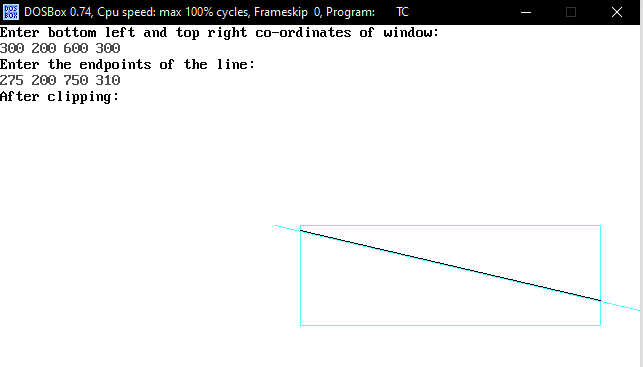 DOS BOX
DOSBox 0.74, Cpu speed: max 100% cycles, Frameskip 0, Program: TC
Enter bottom left and top right co-ordinates of window:
300 200 600 300
Enter the endpoints of the line:
275 200 750 310
After clipping: